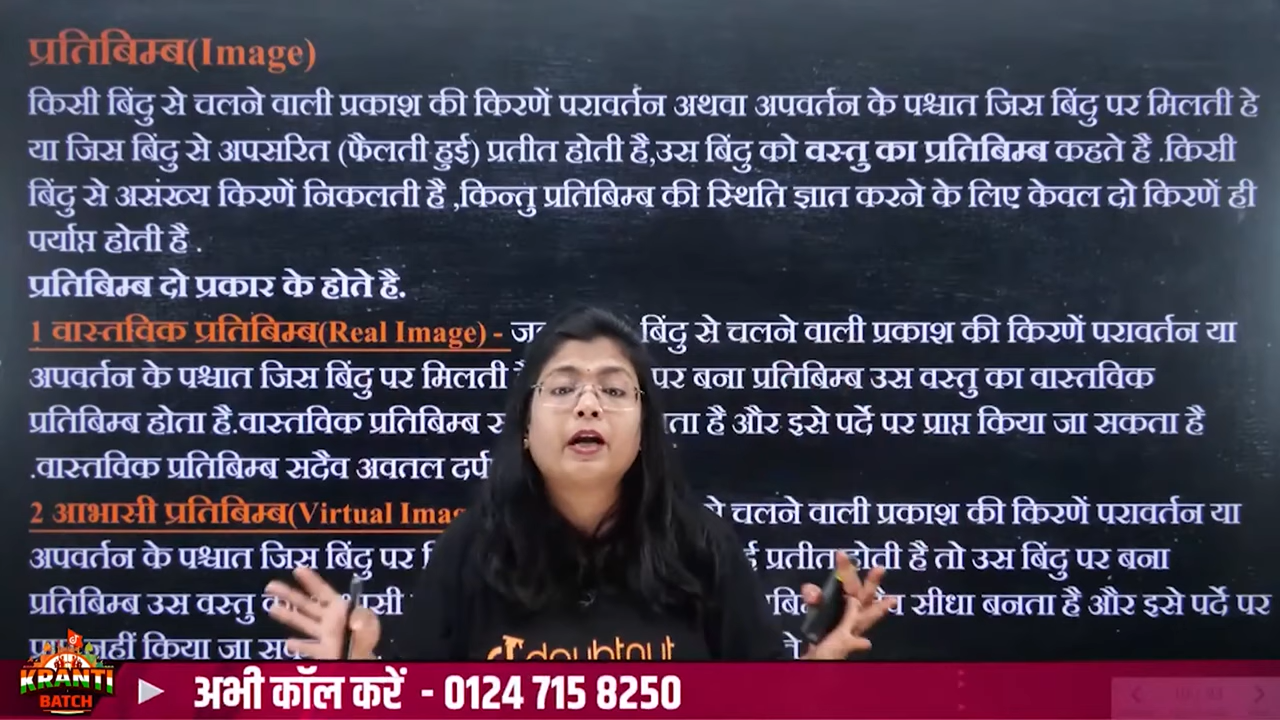 प्रतिबिम्ब(Image)
किसी बिंदु से चलने वाली प्रकाश की किरणें परावर्तन अथवा अपवर्तन के पश्चात जिस बिंदु पर मिलती हे
या जिस बिंदु से अपसरित (फैलती हुई) प्रतीत होती है,उस बिंदु को वस्तु का प्रतिबिम्ब कहते है .किसी
बिंदु से असंख्य किरणें निकलती है ,किन्तु प्रतिबिम्ब की स्थिति ज्ञात करने के लिए केवल दो किरणें ही
पर्याप्त होती है .
प्रतिबिम्ब दो प्रकार के होते है.
1 वास्तविक प्रतिबिम्ब(Real Image) - बिंदु से चलने वाली प्रकाश की किरणें परावर्तन या
अपवर्तन के पश्चात जिस बिंदु पर मिलती पर बना प्रतिबिम्ब उस वस्तु का वास्तविक
प्रतिबिम्ब होता है.वास्तविक प्रतिबिम्ब है और इसे पर्दे पर प्राप्त किया जा सकता है
.वास्तविक प्रतिबिम्ब सदैव अवतल
2 आभासी प्रतिबिम्ब(Virtual चलने वाली प्रकाश की किरणें परावर्तन या
अपवर्तन के पश्चात जिस बिंदु पर प्रतीत होती है तो उस बिंदु पर बना
प्रतिबिम्ब उस वस्तु सीधा बनता है और इसे पर्दे पर
नहीं किया जा
doubtnut
KRANTI
BATCH
अभी कॉल करें - 0124 715 8250